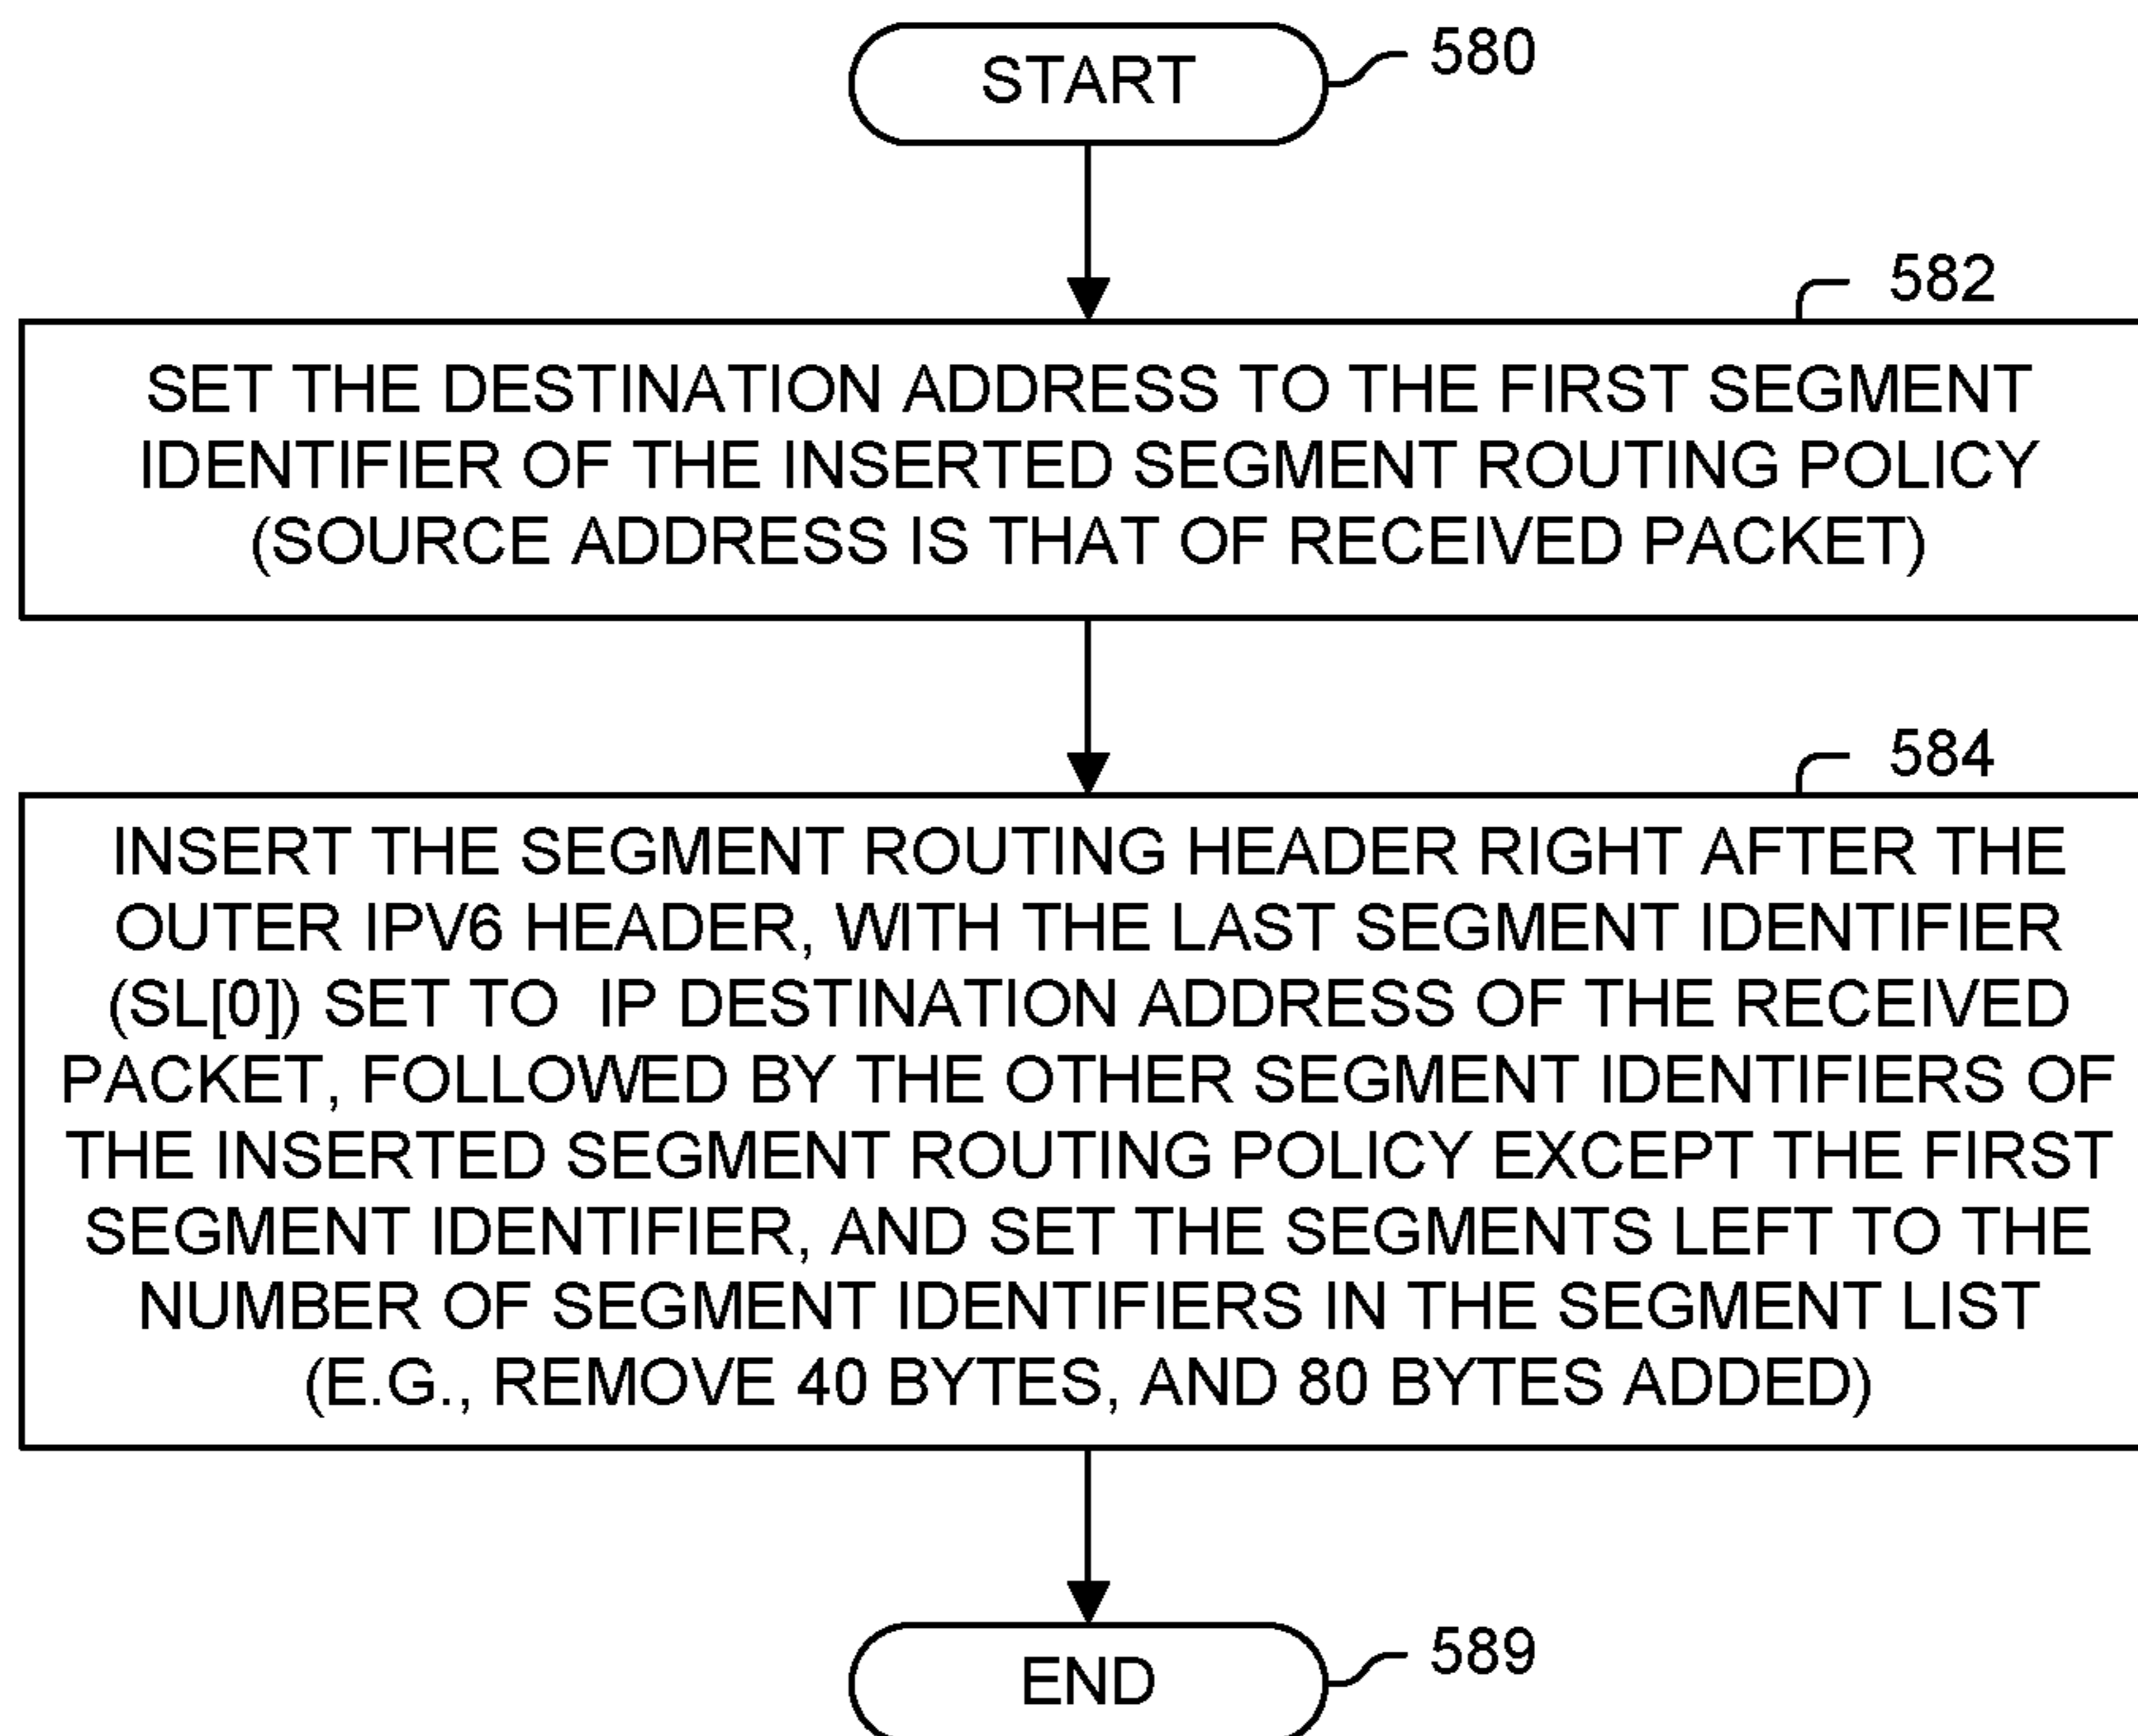 START
580
582
SET THE DESTINATION ADDRESS TO THE FIRST SEGMENT
IDENTIFIER OF THE INSERTED SEGMENT ROUTING POLICY
(SOURCE ADDRESS IS THAT OF RECEIVED PACKET)
584
INSERT THE SEGMENT ROUTING HEADER RIGHT AFTER THE
OUTER IPV6 HEADER, WITH THE LAST SEGMENT IDENTIFIER
(SL[0]) SET TO IP DESTINATION ADDRESS OF THE RECEIVED
PACKET, FOLLOWED BY THE OTHER SEGMENT IDENTIFIERS OF
THE INSERTED SEGMENT ROUTING POLICY EXCEPT THE FIRST
SEGMENT IDENTIFIER, AND SET THE SEGMENTS LEFT TO THE
NUMBER OF SEGMENT IDENTIFIERS IN THE SEGMENT LIST
(E.G., REMOVE 40 BYTES, AND 80 BYTES ADDED)
END
589